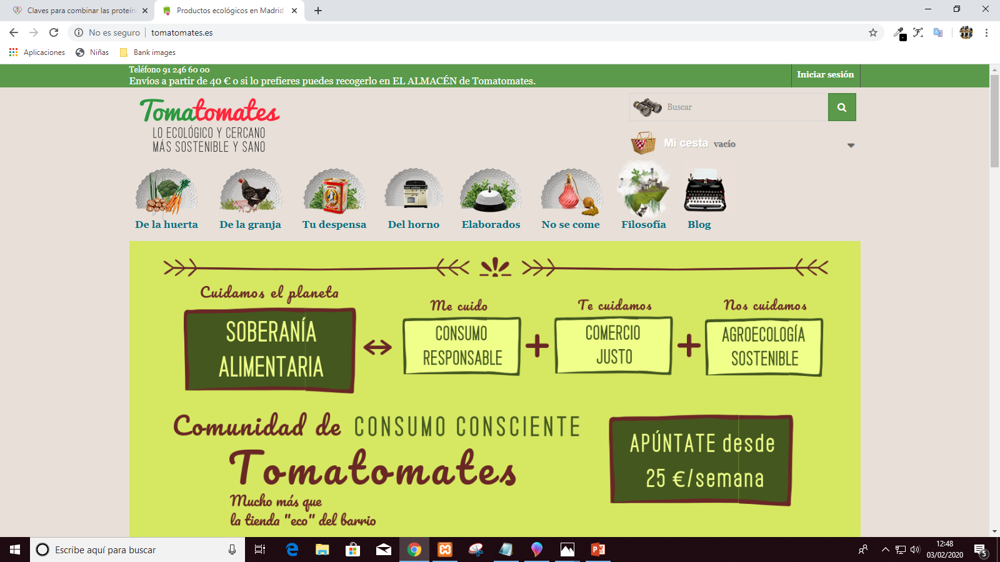 Claves para combinar las proteín
Productos ecológicos en Madrid
No es seguro
tomatomates.es
Aplicaciones
Niñas
Bank images
Teléfono 91 246 60 00
Envíos a partir de 40 € o si lo prefieres puedes recogerlo en EL ALMACÉN de Tomatomates.
Iniciar sesión
Tomatomates
LO ECOLÓGICO Y CERCANO
MÁS SOSTENIBLE Y SANO
Buscar
Mi cesta vacío
De la huerta
De la granja
Tu despensa
Del horno
Elaborados
No se come
Filosofía
Blog
Cuidamos el planeta
SOBERANÍA
ALIMENTARIA
Me cuido
CONSUMO
RESPONSABLE
+
Te cuidamos
COMERCIO
JUSTO
+
Nos cuidamos
AGROECOLOGÍA
SOSTENIBLE
Comunidad de CONSUMO CONSCIENTE
Tomatomates
Mucho más que
la tienda "eco" del barrio
APÚNTATE desde
25 €/semana
Escribe aquí para buscar
12:48
03/02/2020
5